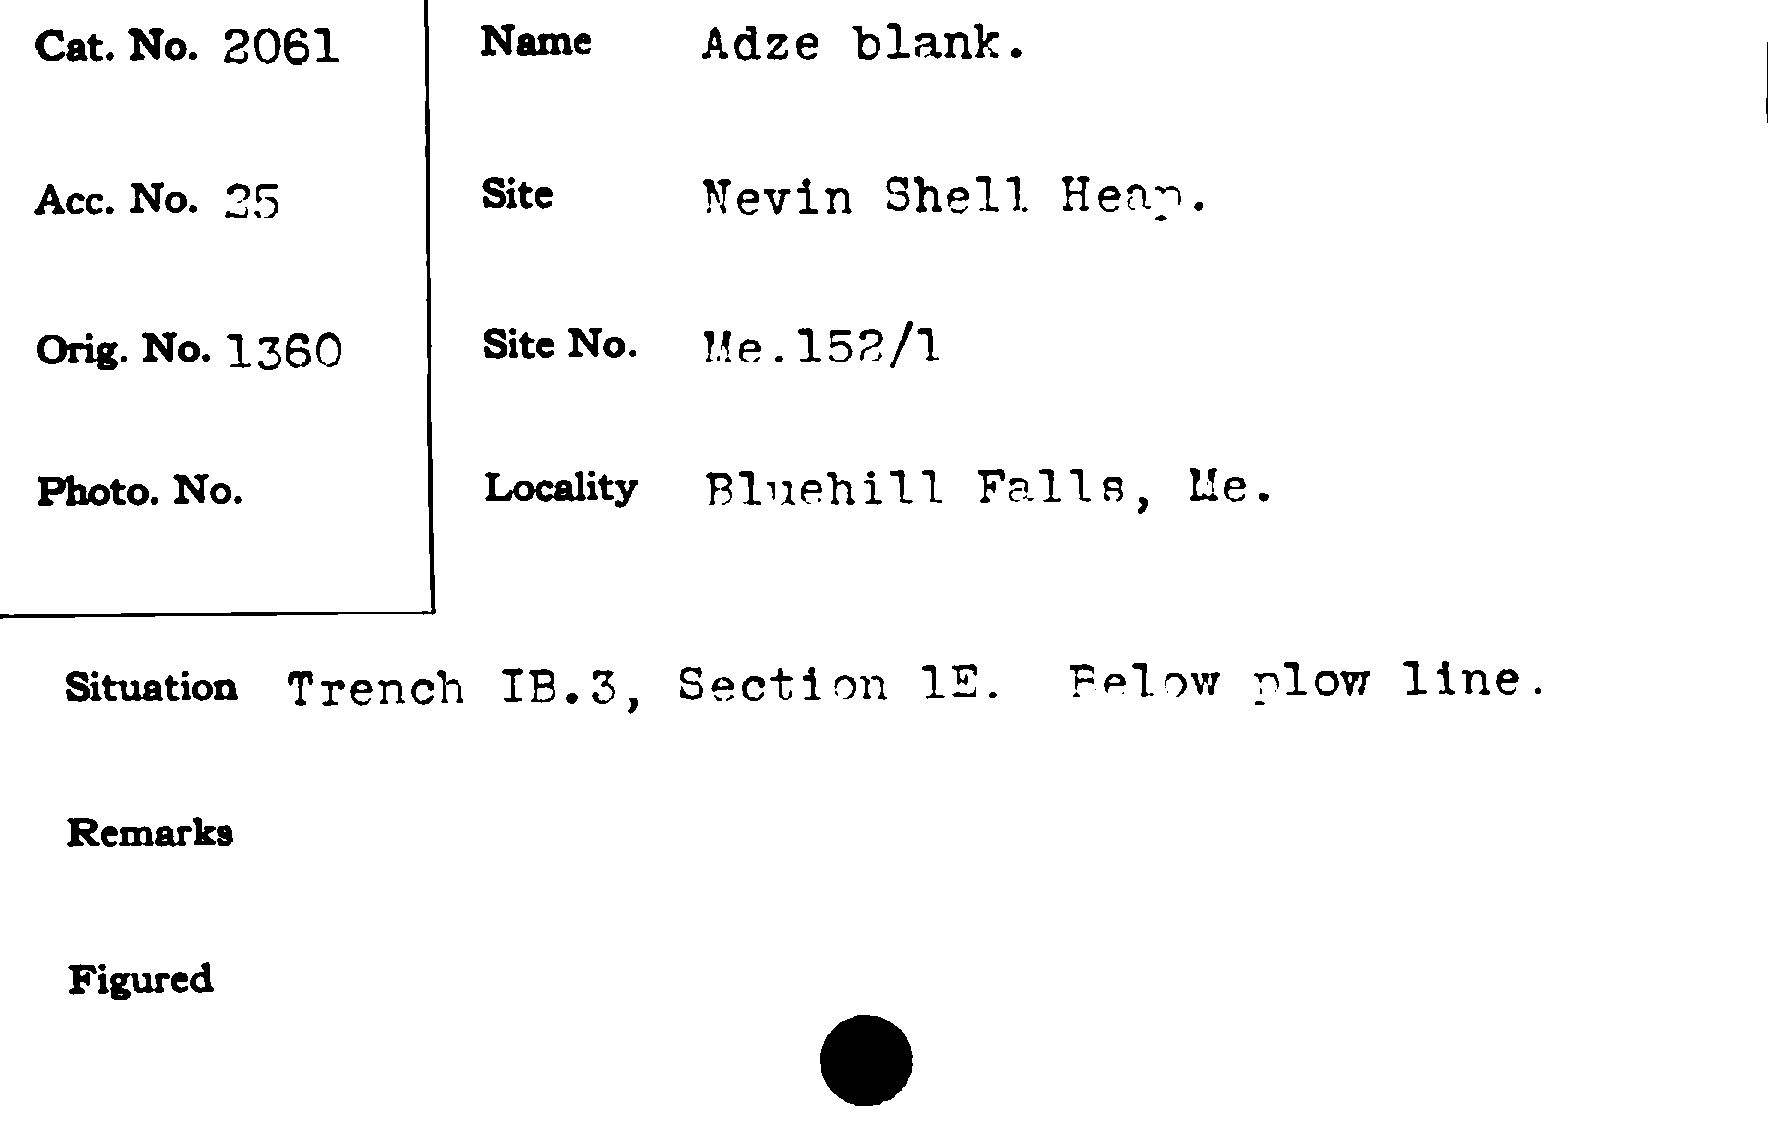 Cat. No. 2061
Name Adze blank.
Acc. No. 25
Site Nevin Shell Heap.
Orig. No. 1360
Site No. Me.152/1
Photo. No.
Locality Bluehill Falls, Me.
Situation Trench IB.3, Section 1E. Below plow line.
Remarks
Figured